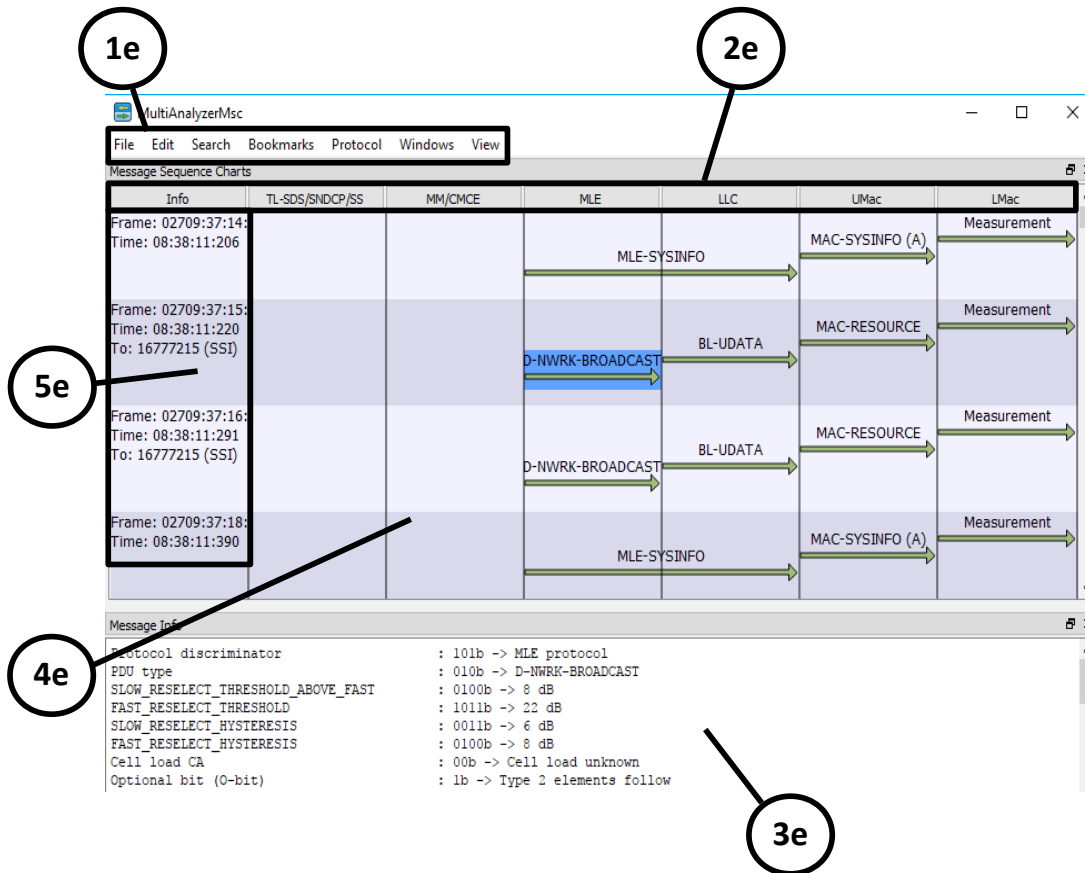 1e
2e
MultiAnalyzerMsc
File Edit Search Bookmarks Protocol Windows View
Message Sequence Charts
Info TL-SDS/SNDCP/SS MM/CMCE MLE LLC UMac LMac
Frame: 02709:37:14:
Time: 08:38:11:206
Measurement
MAC-SYSINFO (A)
MLE-SYSINFO
Frame: 02709:37:15:
Time: 08:38:11:220
To: 16777215 (SSI)
Measurement
MAC-RESOURCE
BL-UDATA
D-NWRK-BROADCAST
5e
Frame: 02709:37:16:
Time: 08:38:11:291
To: 16777215 (SSI)
Measurement
MAC-RESOURCE
BL-UDATA
D-NWRK-BROADCAST
Frame: 02709:37:18:
Time: 08:38:11:390
Measurement
MAC-SYSINFO (A)
MLE-SYSINFO
Message Info
Protocol discriminator : 101b -> MLE protocol
PDU type : 010b -> D-NWRK-BROADCAST
SLOW_RESELECT_THRESHOLD_ABOVE_FAST : 0100b -> 8 dB
FAST_RESELECT_THRESHOLD : 1011b -> 22 dB
SLOW_RESELECT_HYSTERESIS : 0011b -> 6 dB
FAST_RESELECT_HYSTERESIS : 0100b -> 8 dB
Cell load CA : 00b -> Cell load unknown
Optional bit (O-bit) : 1b -> Type 2 elements follow
4e
3e